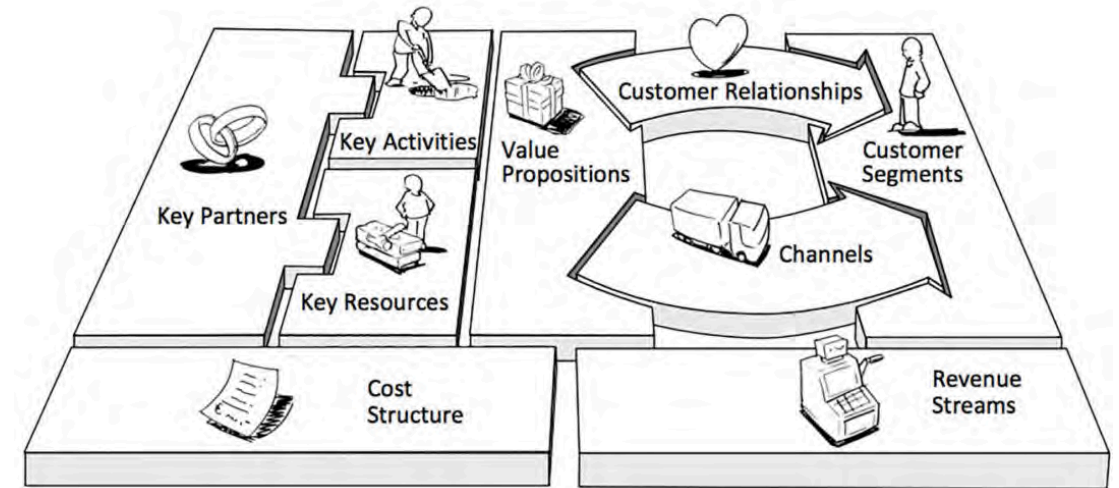 Customer Relationships
Key Activities
Value
Propositions
Customer
Segments
Key Partners
Channels
Key Resources
Cost
Structure
Revenue
Streams